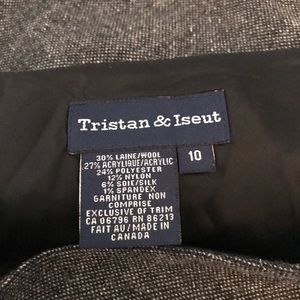 Tristan & Iseut
10
30% LAINE/WOOL
27% ACRYLIQUE/ACRYLIC
24% POLYESTER
12% NYLON
6% SOIE/SILK
1% SPANDEX
GARNITURE NON
COMPRISE
EXCLUSIVE OF TRIM
CA 06796 RN 86213
FAIT AU/MADE IN
CANADA